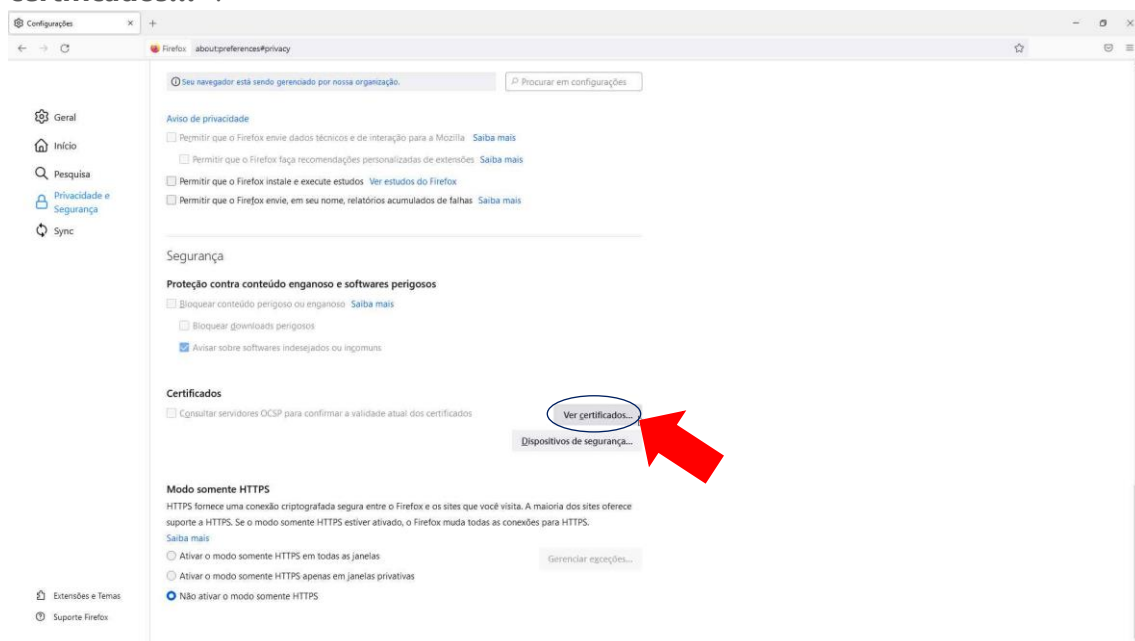 certificados...
Configurações
Firefox about:preferences#privacy
Seu navegador está sendo gerenciado por nossa organização.
Procurar em configurações
Geral
Início
Pesquisa
Privacidade e
Segurança
Sync
Aviso de privacidade
Permitir que o Firefox envie dados técnicos e de interação para a Mozilla Saiba mais
Permitir que o Firefox faça recomendações personalizadas de extensões Saiba mais
Permitir que o Firefox instale e execute estudos Ver estudos do Firefox
Permitir que o Firefox envie, em seu nome, relatórios acumulados de falhas Saiba mais
Segurança
Proteção contra conteúdo enganoso e softwares perigosos
Bloquear conteúdo perigoso ou enganoso Saiba mais
Bloquear downloads perigosos
Avisar sobre softwares indesejados ou incomuns
Certificados
Consultar servidores OCSP para confirmar a validade atual dos certificados
Ver certificados...
Dispositivos de segurança...
Modo somente HTTPS
HTTPS fornece uma conexão criptografada segura entre o Firefox e os sites que você visita. A maioria dos sites oferece
suporte a HTTPS. Se o modo somente HTTPS estiver ativado, o Firefox muda todas as conexões para HTTPS.
Saiba mais
Ativar o modo somente HTTPS em todas as janelas
Gerenciar exceções...
Ativar o modo somente HTTPS apenas em janelas privativas
Não ativar o modo somente HTTPS
Extensões e Temas
Suporte Firefox